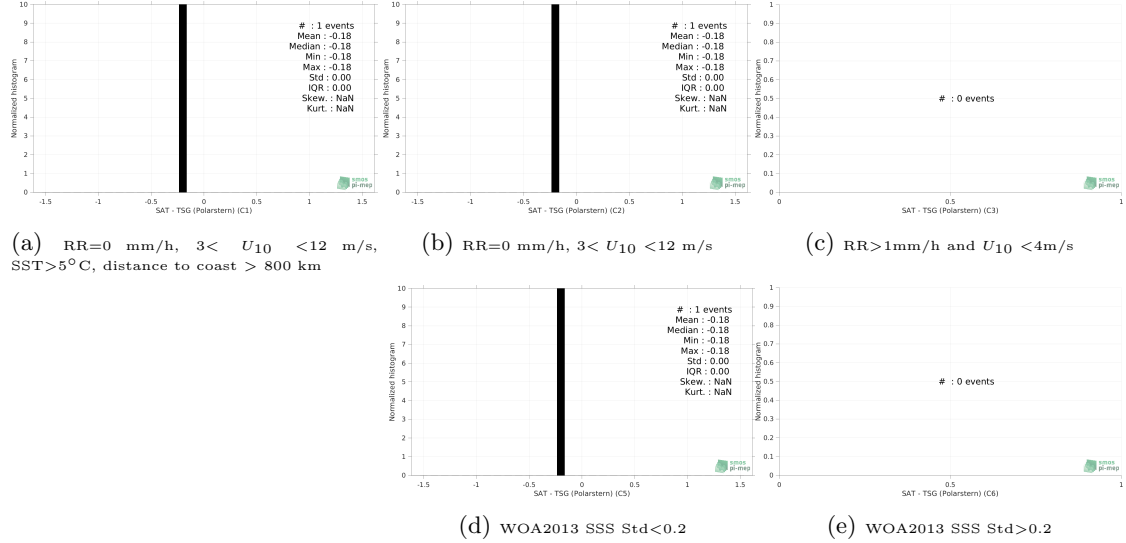 10
9
8
7
6
5
4
3
2
1
0
Normalized histogram
# : 1 events
Mean : -0.18
Median : -0.18
Min : -0.18
Max : -0.18
Std : 0.00
IQR : 0.00
Skew. : NaN
Kurt. : NaN
smos
pi-mep
-1.5 -1 -0.5 0 0.5 1 1.5
SAT - TSG (Polarstern) (C1)
(a) RR=0 mm/h, 3< U10 <12 m/s,
SST>5°C, distance to coast > 800 km
10
9
8
7
6
5
4
3
2
1
0
Normalized histogram
# : 1 events
Mean : -0.18
Median : -0.18
Min : -0.18
Max : -0.18
Std : 0.00
IQR : 0.00
Skew. : NaN
Kurt. : NaN
smos
pi-mep
-1.5 -1 -0.5 0 0.5 1 1.5
SAT - TSG (Polarstern) (C2)
(b) RR=0 mm/h, 3< U10 <12 m/s
1
0.9
0.8
0.7
0.6
0.5
0.4
0.3
0.2
0.1
0
Normalized histogram
# : 0 events
smos
pi-mep
0 0.5 1
SAT - TSG (Polarstern) (C3)
(c) RR>1mm/h and U10 <4m/s
10
9
8
7
6
5
4
3
2
1
0
Normalized histogram
# : 1 events
Mean : -0.18
Median : -0.18
Min : -0.18
Max : -0.18
Std : 0.00
IQR : 0.00
Skew. : NaN
Kurt. : NaN
smos
pi-mep
-1.5 -1 -0.5 0 0.5 1 1.5
SAT - TSG (Polarstern) (C5)
(d) WOA2013 SSS Std<0.2
1
0.9
0.8
0.7
0.6
0.5
0.4
0.3
0.2
0.1
0
Normalized histogram
# : 0 events
smos
pi-mep
0 0.5 1
SAT - TSG (Polarstern) (C6)
(e) WOA2013 SSS Std>0.2